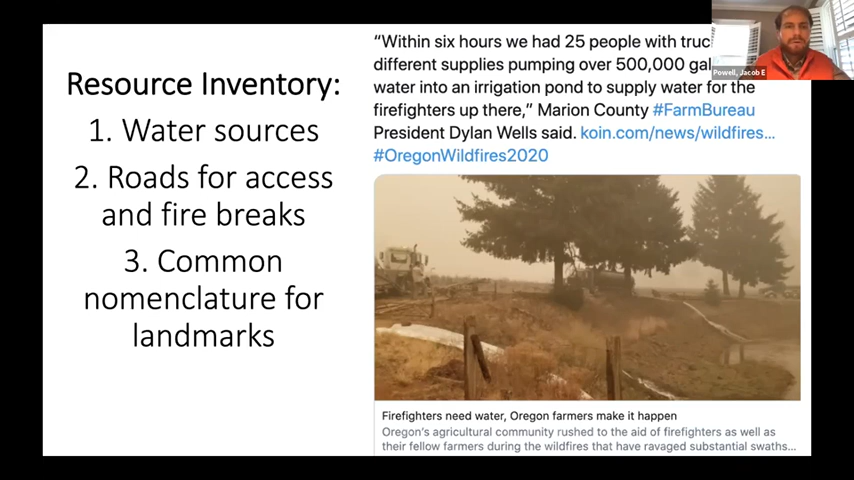 Resource Inventory:
1. Water sources
2. Roads for access
and fire breaks
3. Common
nomenclature for
landmarks
“Within six hours we had 25 people with truc
different supplies pumping over 500,000 gal
water into an irrigation pond to supply water for the
firefighters up there,” Marion County #FarmBureau
President Dylan Wells said. koin.com/news/wildfires...
#OregonWildfires2020
Powell, Jacob E
Firefighters need water, Oregon farmers make it happen
Oregon's agricultural community rushed to the aid of firefighters as well as
their fellow farmers during the wildfires that have ravaged substantial swaths...